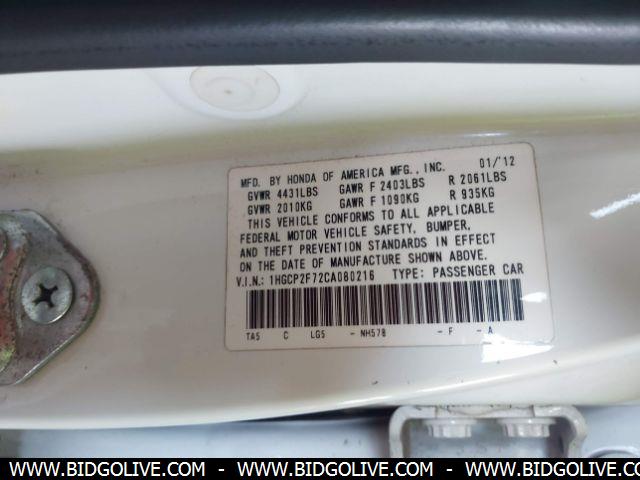 MFD. BY HONDA OF AMERICA MFG., INC. 01/'12
GVWR 4431LBS GAWR F 2403LBS R 2061LBS
GVWR 2010KG GAWR F 1090KG R 935KG
THIS VEHICLE CONFORMS TO ALL APPLICABLE
FEDERAL MOTOR VEHICLE SAFETY, BUMPER,
AND THEFT PREVENTION STANDARDS IN EFFECT
ON THE DATE OF MANUFACTURE SHOWN ABOVE.
V.I.N.: 1HGCP2F72CA080216 TYPE: PASSENGER CAR
TA5 C LG5 - NH578 - F - A
WWW.BIDGOLIVE.COM - WWW.BIDGOLIVE.COM - WWW.BIDGOLIVE.COM